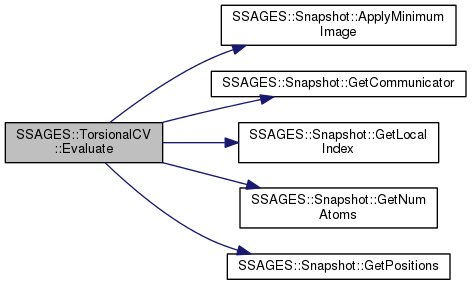 SSAGES::TorsionalCV
::Evaluate
SSAGES::Snapshot::ApplyMinimum
Image
SSAGES::Snapshot::GetCommunicator
SSAGES::Snapshot::GetLocal
Index
SSAGES::Snapshot::GetNum
Atoms
SSAGES::Snapshot::GetPositions